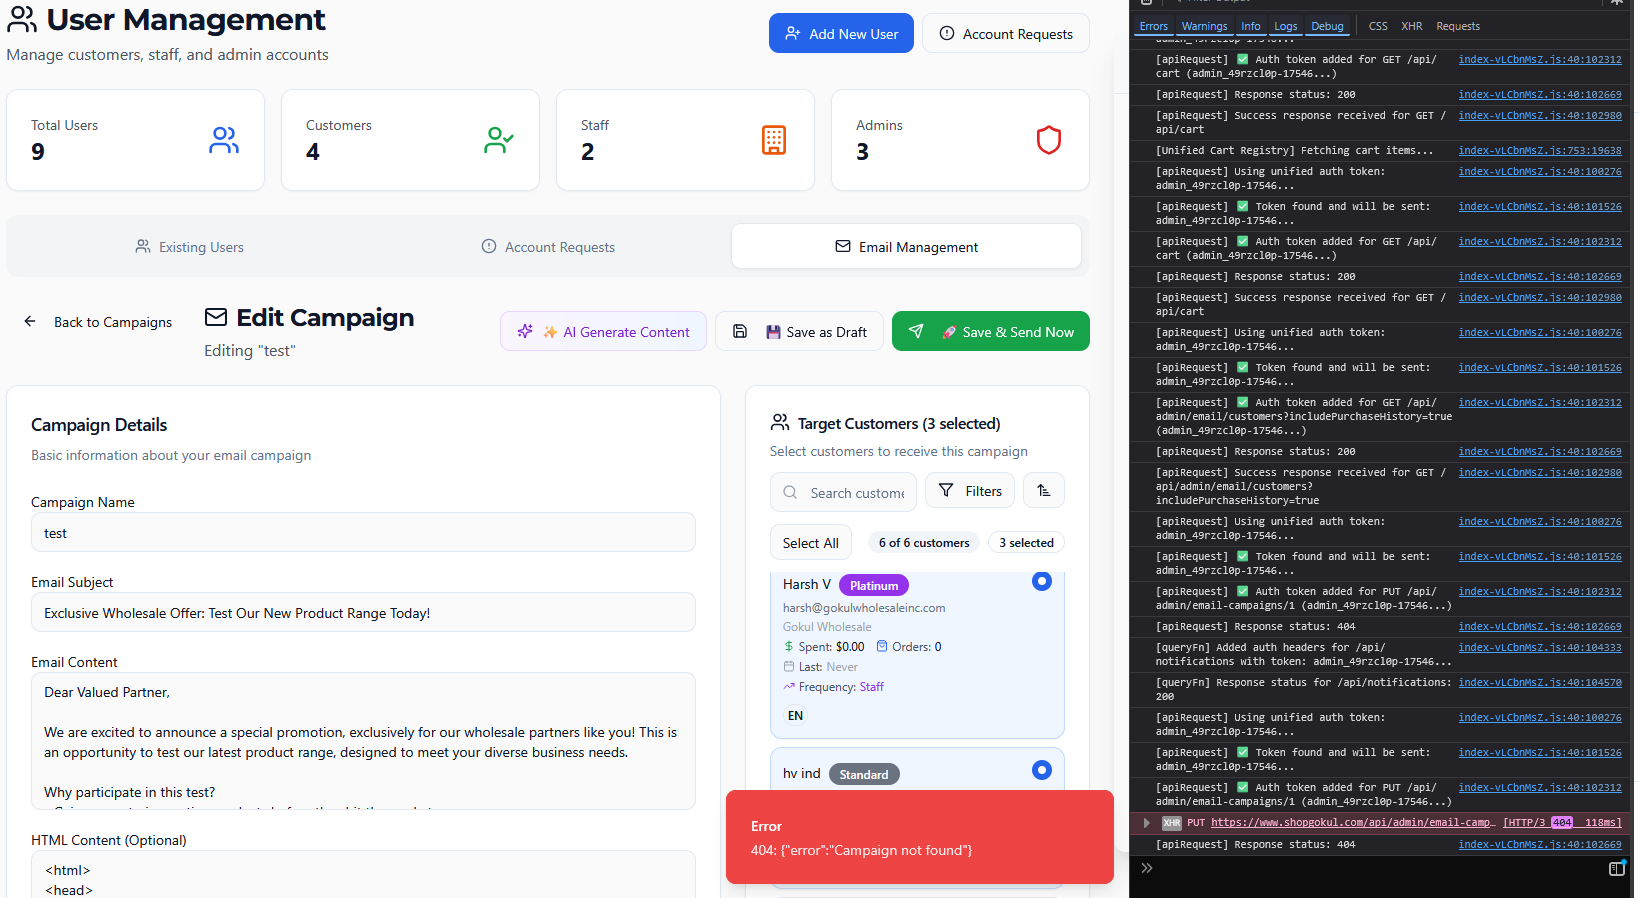 User Management
Manage customers, staff, and admin accounts
Add New User
Account Requests
Total Users
9
Customers
4
Staff
2
Admins
3
Existing Users
Account Requests
Email Management
Back to Campaigns
Edit Campaign
Editing "test"
✨ AI Generate Content
💾 Save as Draft
🚀 Save & Send Now
Campaign Details
Basic information about your email campaign
Campaign Name
test
Email Subject
Exclusive Wholesale Offer: Test Our New Product Range Today!
Email Content
Dear Valued Partner,
We are excited to announce a special promotion, exclusively for our wholesale partners like you! This is
an opportunity to test our latest product range, designed to meet your diverse business needs.
Why participate in this test?
HTML Content (Optional)
<html>
<head>
Target Customers (3 selected)
Select customers to receive this campaign
Search custome
Filters
Select All
6 of 6 customers
3 selected
Harsh V
Platinum
harsh@gokulwholesaleinc.com
Gokul Wholesale
Spent: $0.00
Orders: 0
Last: Never
Frequency: Staff
EN
hv ind
Standard
Error
404: {"error":"Campaign not found"}
Errors
Warnings
Info
Logs
Debug
CSS
XHR
Requests
[apiRequest] ✅ Auth token added for GET /api/ index-vLCbnMsZ.js:40:102312
cart (admin_49rzcl0p-17546...)
[apiRequest] Response status: 200 index-vLCbnMsZ.js:40:102669
[apiRequest] Success response received for GET / index-vLCbnMsZ.js:40:102980
api/cart
[Unified Cart Registry] Fetching cart items... index-vLCbnMsZ.js:753:19638
[apiRequest] Using unified auth token: index-vLCbnMsZ.js:40:100276
admin_49rzcl0p-17546...
[apiRequest] ✅ Token found and will be sent: index-vLCbnMsZ.js:40:101526
admin_49rzcl0p-17546...
[apiRequest] ✅ Auth token added for GET /api/ index-vLCbnMsZ.js:40:102312
cart (admin_49rzcl0p-17546...)
[apiRequest] Response status: 200 index-vLCbnMsZ.js:40:102669
[apiRequest] Success response received for GET / index-vLCbnMsZ.js:40:102980
api/cart
[apiRequest] Using unified auth token: index-vLCbnMsZ.js:40:100276
admin_49rzcl0p-17546...
[apiRequest] ✅ Token found and will be sent: index-vLCbnMsZ.js:40:101526
admin_49rzcl0p-17546...
[apiRequest] ✅ Auth token added for GET /api/ index-vLCbnMsZ.js:40:102312
admin/email/customers?includePurchaseHistory=true
(admin_49rzcl0p-17546...)
[apiRequest] Response status: 200 index-vLCbnMsZ.js:40:102669
[apiRequest] Success response received for GET / index-vLCbnMsZ.js:40:102980
api/admin/email/customers?
includePurchaseHistory=true
[apiRequest] Using unified auth token: index-vLCbnMsZ.js:40:100276
admin_49rzcl0p-17546...
[apiRequest] ✅ Token found and will be sent: index-vLCbnMsZ.js:40:101526
admin_49rzcl0p-17546...
[apiRequest] ✅ Auth token added for PUT /api/ index-vLCbnMsZ.js:40:102312
admin/email-campaigns/1 (admin_49rzcl0p-17546...)
[apiRequest] Response status: 404 index-vLCbnMsZ.js:40:102669
[queryFn] Added auth headers for /api/ index-vLCbnMsZ.js:40:104333
notifications with token: admin_49rzcl0p-17546...
[queryFn] Response status for /api/notifications: index-vLCbnMsZ.js:40:104570
200
[apiRequest] Using unified auth token: index-vLCbnMsZ.js:40:100276
admin_49rzcl0p-17546...
[apiRequest] ✅ Token found and will be sent: index-vLCbnMsZ.js:40:101526
admin_49rzcl0p-17546...
[apiRequest] ✅ Auth token added for PUT /api/ index-vLCbnMsZ.js:40:102312
admin/email-campaigns/1 (admin_49rzcl0p-17546...)
XHR PUT https://www.shopgokul.com/api/admin/email-camp… [HTTP/3 404 118ms]
[apiRequest] Response status: 404 index-vLCbnMsZ.js:40:102669